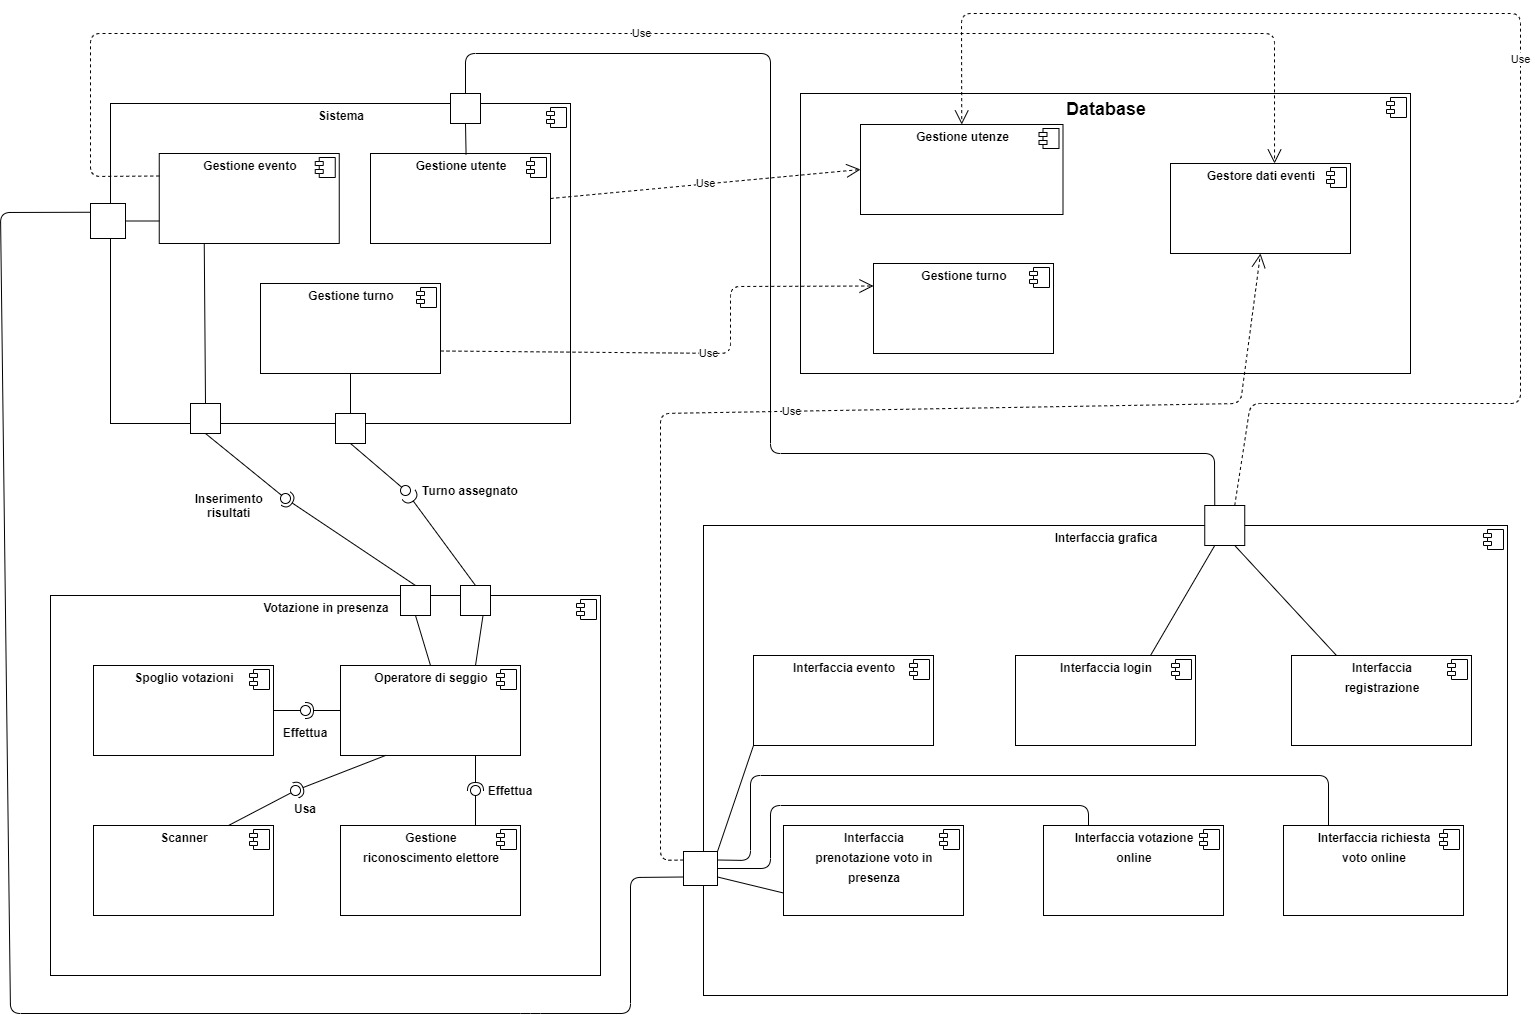 Use
Use
Sistema
Database
Gestione evento
Gestione utente
Gestione utenze
Gestore dati eventi
Use
Gestione turno
Gestione turno
Use
Use
Inserimento
risultati
Turno assegnato
Interfaccia grafica
Votazione in presenza
Spoglio votazioni
Operatore di seggio
Effettua
Usa
Effettua
Scanner
Gestione
riconoscimento elettore
Interfaccia evento
Interfaccia login
Interfaccia
registrazione
Interfaccia
prenotazione voto in
presenza
Interfaccia votazione
online
Interfaccia richiesta
voto online